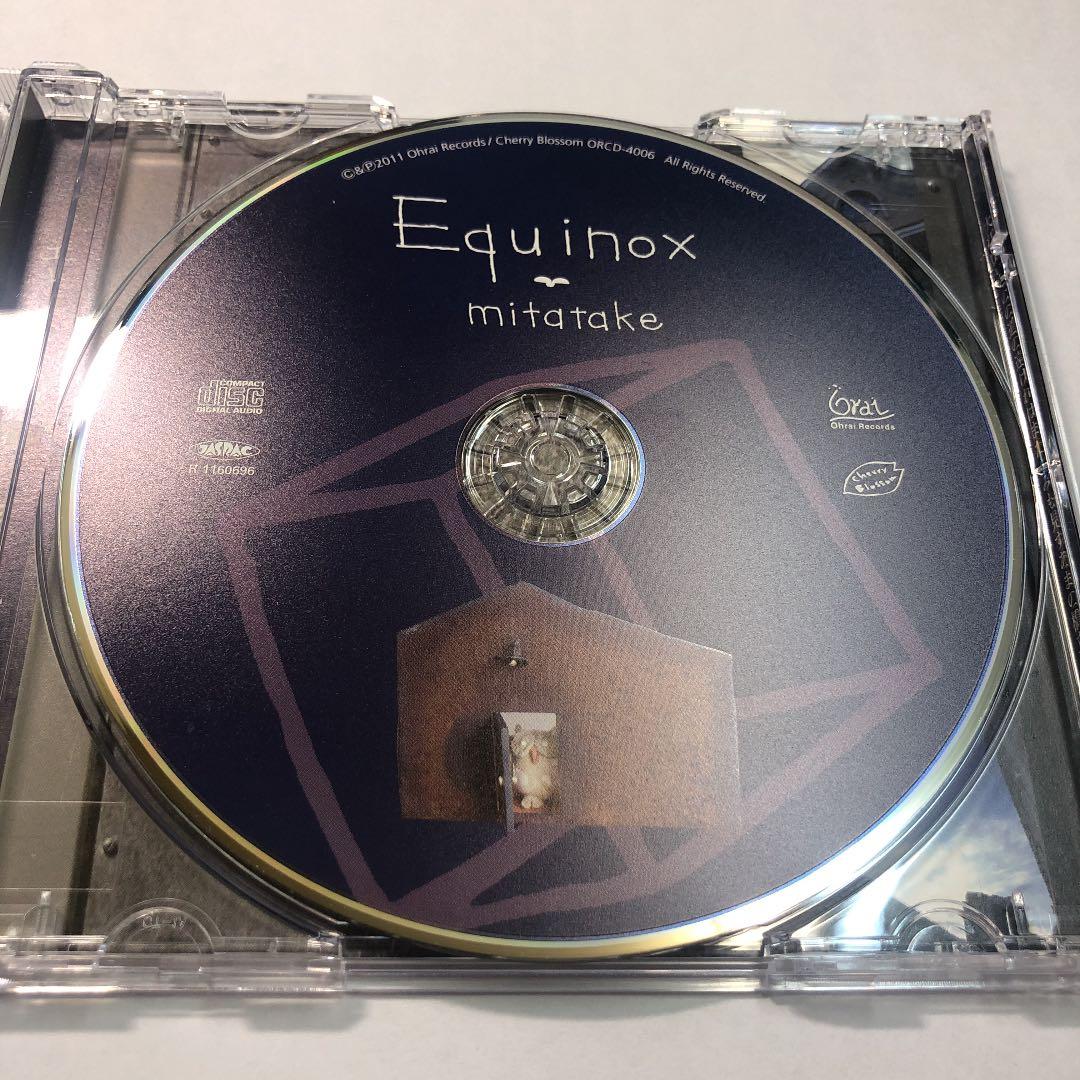 ©&℗2011 Ohrai Records / Cherry Blossom ORCD-4006 All Rights Reserved.
Equinox
mitatake
COMPACT
disc
DIGITAL AUDIO
JASRAC
R-1160696
Ohrai
Ohrai Records
Cherry
Blossom